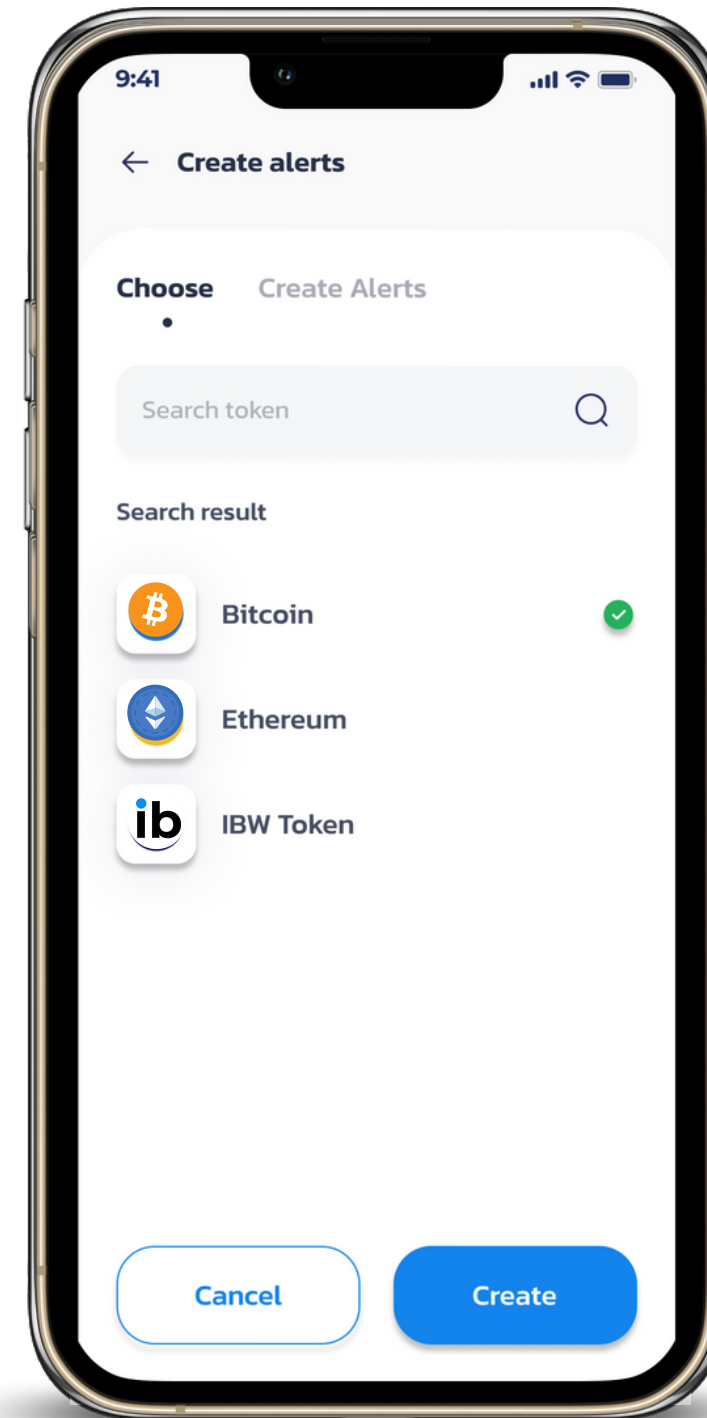 9:41
Create alerts
Choose Create Alerts
Search token
Search result
Bitcoin
Ethereum
ib IBW Token
Cancel Create